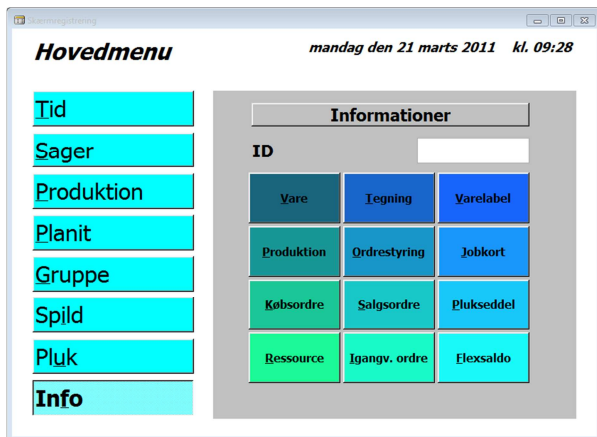 Skærmregistrering
Hovedmenu
mandag den 21 marts 2011 kl. 09:28
Tid
Sager
Produktion
Planit
Gruppe
Spild
Pluk
Info
Informationer
ID
Vare Tegning Varelabel
Produktion Ordrestyring Jobkort
Købsordre Salgsordre Plukseddel
Ressource Igangv. ordre Flexsaldo